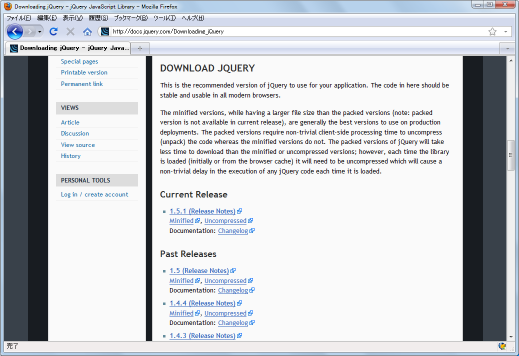 Downloading jQuery - jQuery JavaScript Library - Mozilla Firefox
ファイル(F) 編集(E) 表示(V) 履歴(S) ブックマーク(B) ツール(T) ヘルプ(H)
http://docs.jquery.com/Downloading_jQuery
Downloading jQuery - jQuery Java...
Special pages
Printable version
Permanent link
VIEWS
Article
Discussion
View source
History
PERSONAL TOOLS
Log in / create account
DOWNLOAD JQUERY
This is the recommended version of jQuery to use for your application. The code in here should be
stable and usable in all modern browsers.
The minified versions, while having a larger file size than the packed versions (note: packed
version is not available in current release), are generally the best versions to use on production
deployments. The packed versions require non-trivial client-side processing time to uncompress
(unpack) the code whereas the minified versions do not. The packed versions of jQuery will take
less time to download than the minified or uncompressed versions; however, each time the library
is loaded (initially or from the browser cache) it will need to be uncompressed which will cause a
non-trivial delay in the execution of any jQuery code each time it is loaded.
Current Release
1.5.1 (Release Notes)
Minified, Uncompressed
Documentation: Changelog
Past Releases
1.5 (Release Notes)
Minified, Uncompressed
Documentation: Changelog
1.4.4 (Release Notes)
Minified, Uncompressed
Documentation: Changelog
1.4.3 (Release Notes)
完了